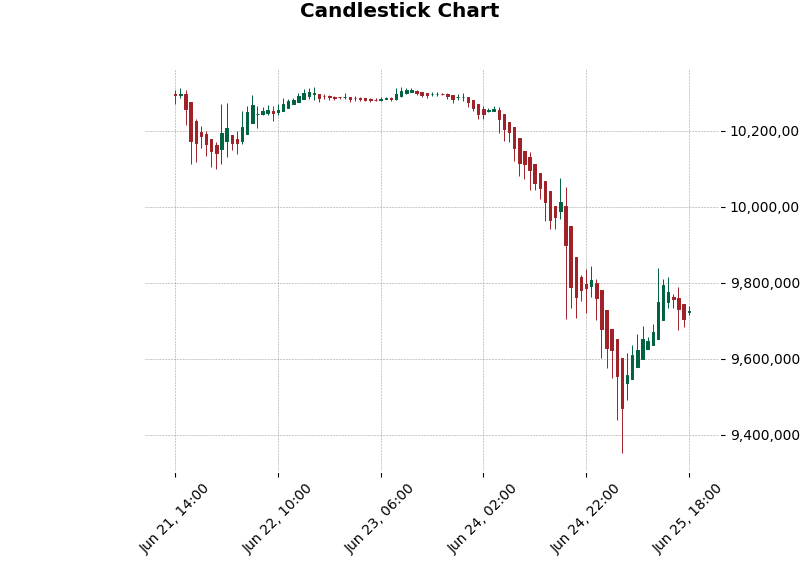 Candlestick Chart
10,200,00
10,000,00
9,800,000
9,600,000
9,400,000
Jun 21, 14:00
Jun 22, 10:00
Jun 23, 06:00
Jun 24, 02:00
Jun 24, 22:00
Jun 25, 18:00